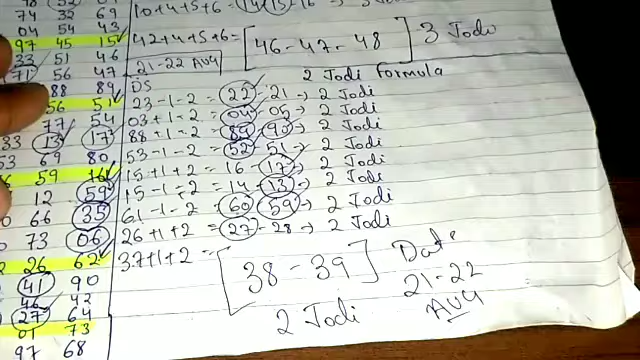 78 52 01
74 32 63
04 54 43
97 45 15
33 51 46
71 56 47
88 89
56 51
77 54
83 13 17
53 69 80
59 16
12 59
66 35
73 06
26 62
41 90
46 42
27 64
01 73
97 68
10+4+5+6=
42+4+5+6= [46-47-48] 3 Jodi
21-22 AUG
2 Jodi Formula
DS
23-1-2=22-21→2 Jodi
03+1-2=04-05→2 Jodi
88+1-2=89-90→2 Jodi
53-1-2=52-51→2 Jodi
15+1+2=16-17→2 Jodi
15-1-2=14-13→2 Jodi
61-1-2=60-59→2 Jodi
26+1+2=27-28→2 Jodi
37+1+2=[38-39]
2 Jodi
Date
21-22
AUG